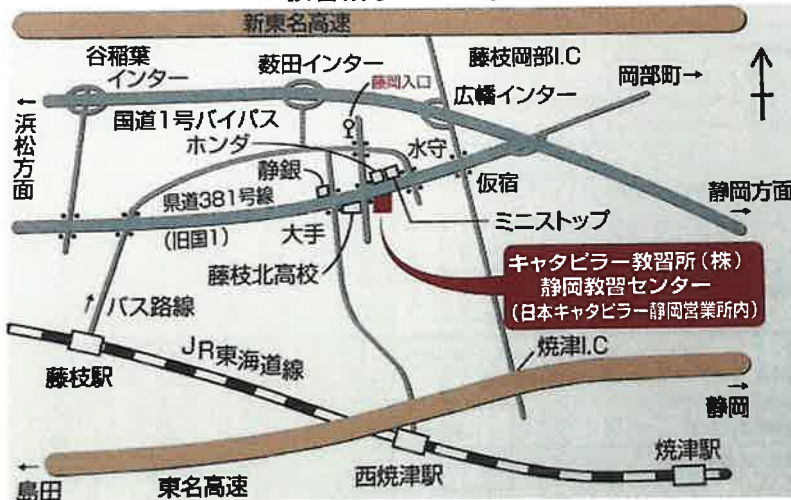 新東名高速
谷稲葉
インター
薮田インター
藤枝岡部I.C
岡部町→
藤岡入口
広幡インター
←
浜松方面
国道1号バイパス
ホンダ
水守
静銀
仮宿
県道381号線
(旧国1)
静岡方面
→
大手
ミニストップ
藤枝北高校
キャタピラー教習所(株)
静岡教習センター
(日本キャタピラー静岡営業所内)
バス路線
JR東海道線
焼津I.C
藤枝駅
→
静岡
←
島田
東名高速
西焼津駅
焼津駅
→